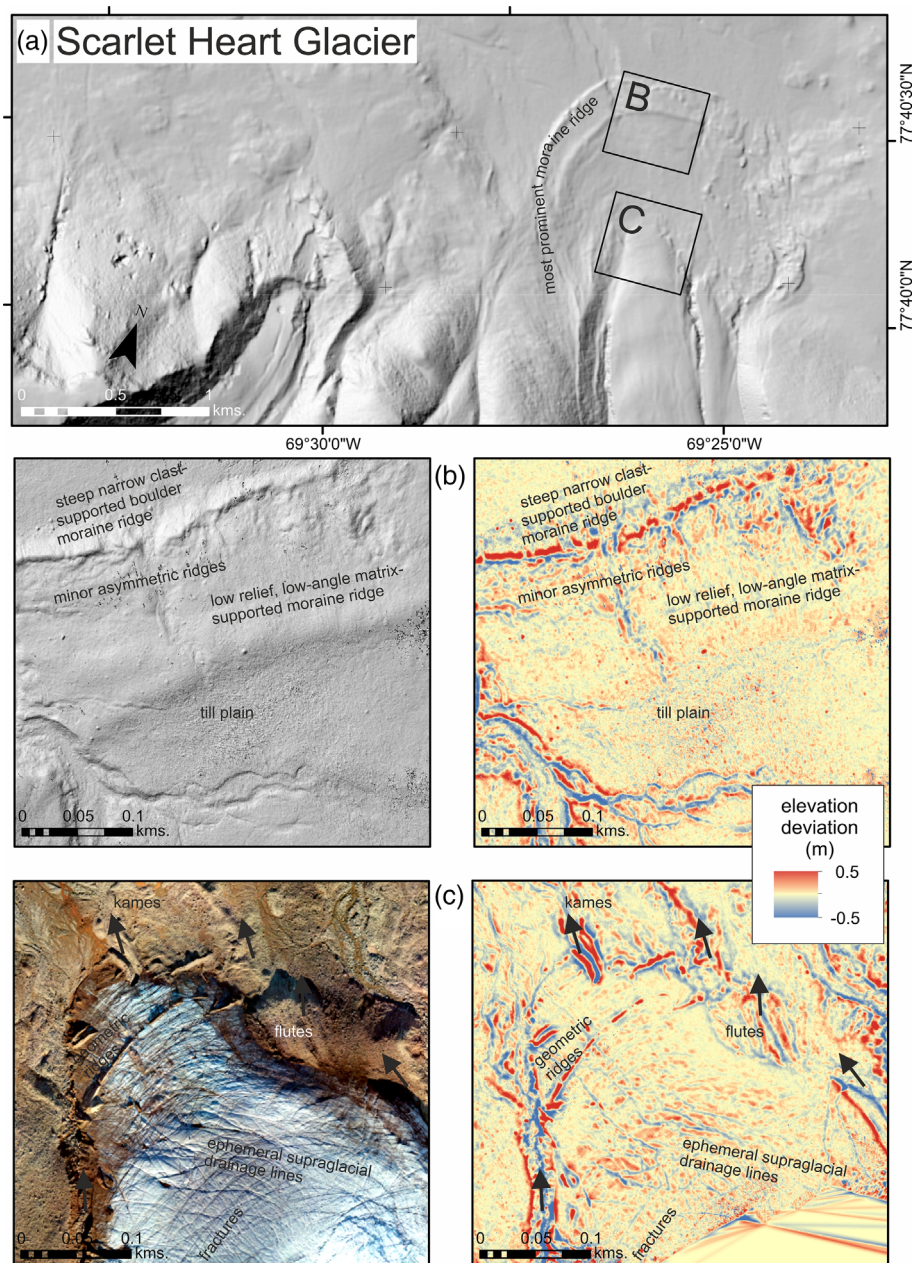 (a) Scarlet Heart Glacier
77°40'30"N
B
most prominent moraine ridge
C
77°40'0"N
N
0 0.5 1
kms.
69°30'0"W
69°25'0"W
(b)
steep narrow clast-
supported boulder
moraine ridge
minor asymmetric ridges
low relief, low-angle matrix-
supported moraine ridge
till plain
0 0.05 0.1
kms.
steep narrow clast-
supported boulder
moraine ridge
minor asymmetric ridges
low relief, low-angle matrix-
supported moraine ridge
till plain
0 0.05 0.1
kms.
elevation
deviation
(m)
0.5
-0.5
(c)
kames
geometric
ridges
flutes
ephemeral supraglacial
drainage lines
fractures
0 0.05 0.1
kms.
kames
geometric
ridges
flutes
ephemeral supraglacial
drainage lines
fractures
0 0.05 0.1
kms.